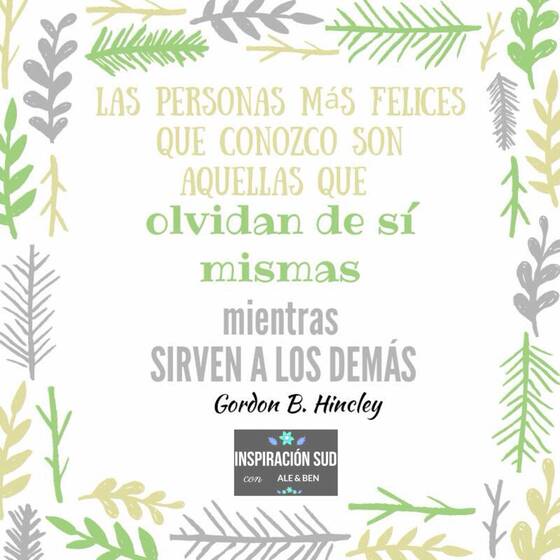 LAS PERSONAS MáS FELICES
QUE CONOZCO SON
AQUELLAS QUE
olvidan de sí
mismas
mientras
SIRVEN A LOS DEMÁS
Gordon B. Hincley
INSPIRACIÓN SUD
con ALE & BEN